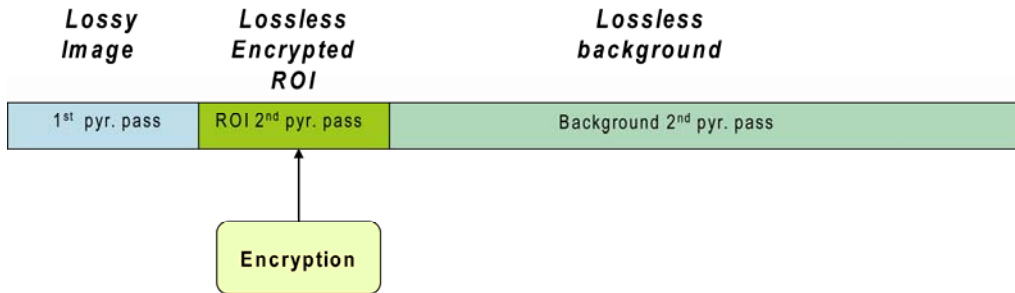 Lossy
Image
Lossless
Encrypted
ROI
Lossless
background
1st pyr. pass
ROI 2nd pyr. pass
Background 2nd pyr. pass
Encryption